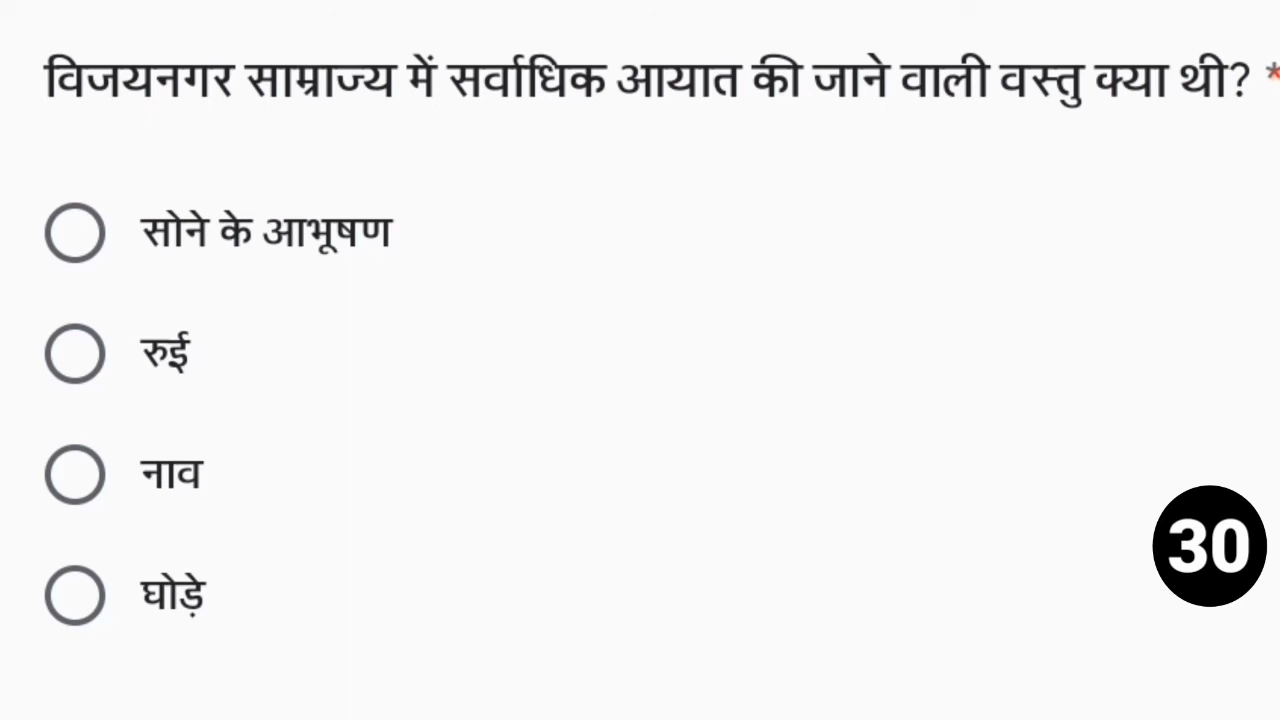 विजयनगर साम्राज्य में सर्वाधिक आयात की जाने वाली वस्तु क्या थी? *
सोने के आभूषण
रुई
नाव
घोड़े
30